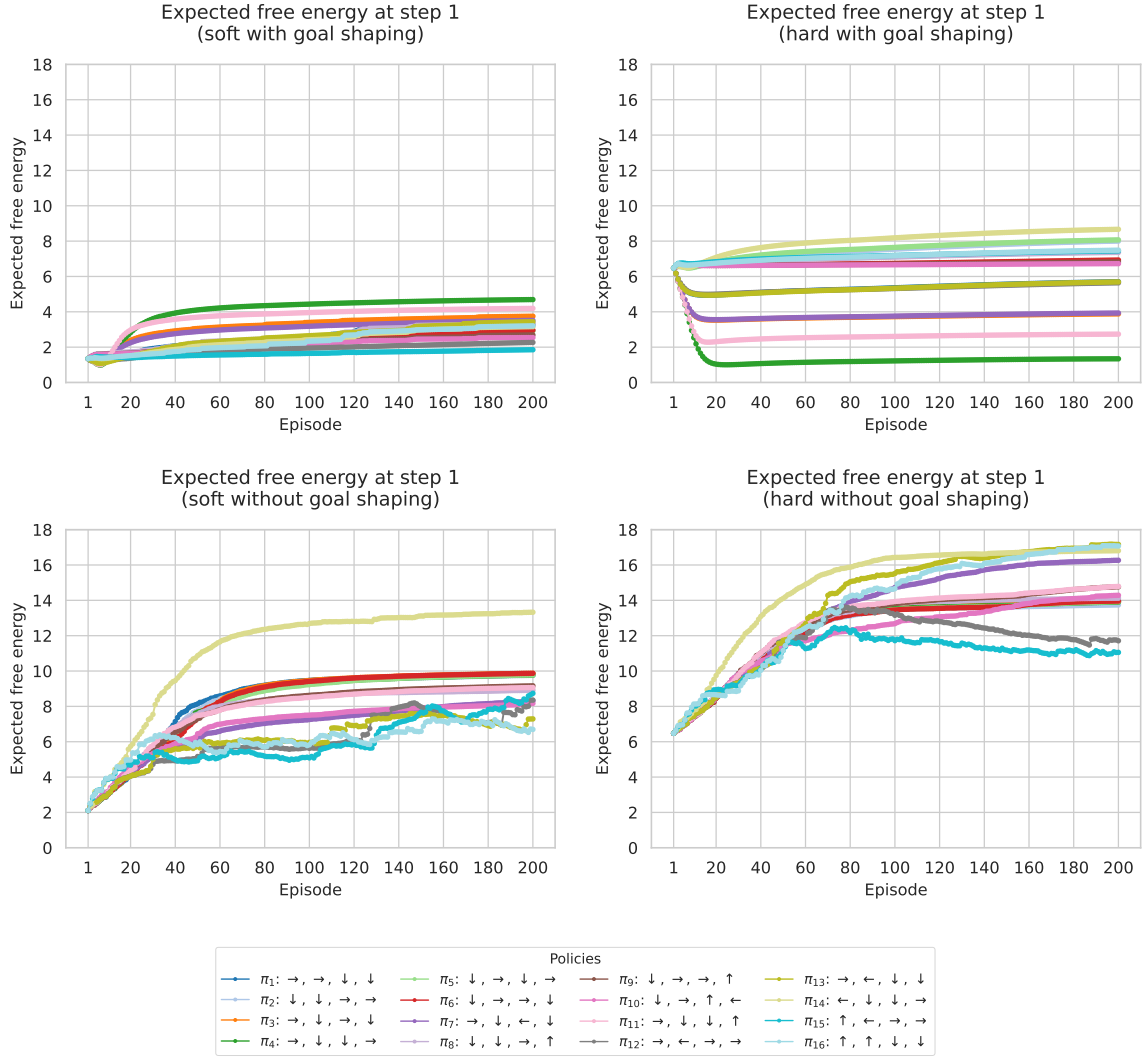 Expected free energy at step 1
(soft with goal shaping)
Expected free energy
18
16
14
12
10
8
6
4
2
0
1 20 40 60 80 100 120 140 160 180 200
Episode
Expected free energy at step 1
(hard with goal shaping)
Expected free energy
18
16
14
12
10
8
6
4
2
0
1 20 40 60 80 100 120 140 160 180 200
Episode
Expected free energy at step 1
(soft without goal shaping)
Expected free energy
18
16
14
12
10
8
6
4
2
0
1 20 40 60 80 100 120 140 160 180 200
Episode
Expected free energy at step 1
(hard without goal shaping)
Expected free energy
18
16
14
12
10
8
6
4
2
0
1 20 40 60 80 100 120 140 160 180 200
Episode
Policies
π₁: →, →, ↓, ↓
π₂: ↓, ↓, →, →
π₃: →, ↓, →, ↓
π₄: →, ↓, ↓, →
π₅: ↓, →, ↓, →
π₆: ↓, →, →, ↓
π₇: →, ↓, ←, ↓
π₈: ↓, ↓, →, ↑
π₉: ↓, →, →, ↑
π₁₀: ↓, →, ↑, ←
π₁₁: →, ↓, ↓, ↑
π₁₂: →, ←, →, →
π₁₃: →, ←, ↓, ↓
π₁₄: ←, ↓, ↓, →
π₁₅: ↑, ←, →, →
π₁₆: ↑, ↑, ↓, ↓